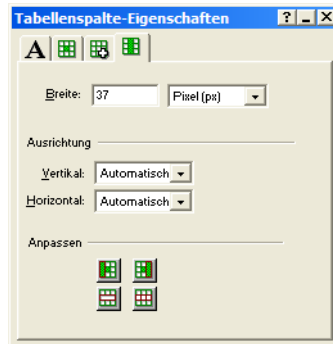 Tabellenspalte-Eigenschaften
A
Breite: 37 Pixel (px)
Ausrichtung
Vertikal: Automatisch
Horizontal: Automatisch
Anpassen